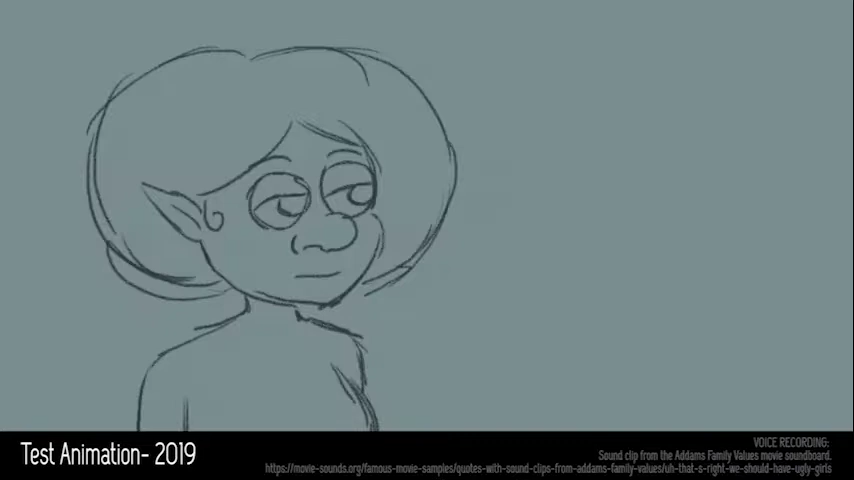 Test Animation- 2019
VOICE RECORDING:
Sound clip from the Addams Family Values movie soundboard.
https://movie-sounds.org/famous-movie-samples/quotes-with-sound-clips-from-addams-family-values/uh-that-s-right-we-should-have-ugly-girls